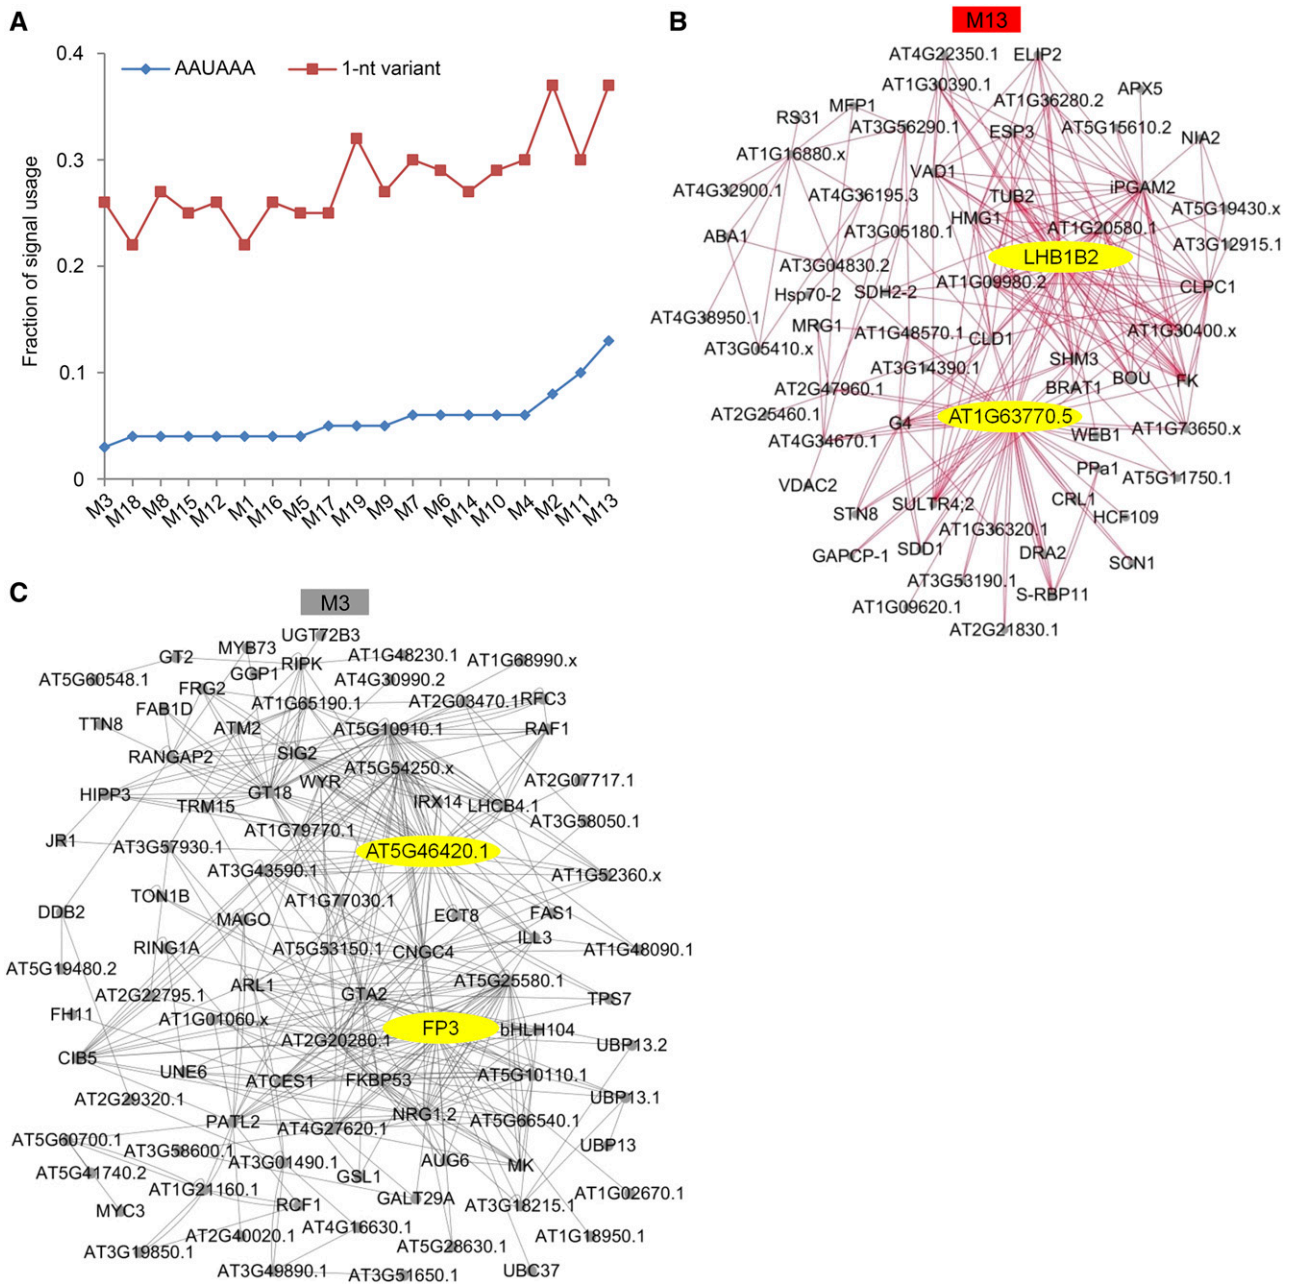 A
AAUAAA
1-nt variant
Fraction of signal usage
0.4
0.3
0.2
0.1
0
M3 M18 M8 M15 M12 M1 M16 M5 M17 M19 M9 M7 M6 M14 M10 M4 M2 M11 M13
B
M13
AT4G22350.1 ELIP2
AT1G30390.1 APX5
MFP1 AT1G36280.2
RS31 AT3G56290.1 ESP3 AT5G15610.2 NIA2
AT1G16880.x
VAD1
AT4G32900.1 AT4G36195.3 TUB2 iPGAM2
HMG1 AT5G19430.x
ABA1 AT3G05180.1 AT1G20580.1
AT3G12915.1
LHB1B2
AT3G04830.2
Hsp70-2 SDH2-2 AT1G09980.2 CLPC1
AT4G38950.1
MRG1 AT1G48570.1 CLD1 AT1G30400.x
AT3G05410.x
AT3G14390.1 SHM3
AT2G47960.1 BRAT1 BOU FK
AT2G25460.1 G4 AT1G63770.5
AT4G34670.1 WEB1 AT1G73650.x
VDAC2 PPa1 AT5G11750.1
STN8 SULTR4;2 CRL1
AT1G36320.1 HCF109
GAPCP-1 SDD1 DRA2 SCN1
AT3G53190.1
AT1G09620.1 S-RBP11
AT2G21830.1
C
M3
UGT72B3
GT2 MYB73 RIPK AT1G48230.1 AT1G68990.x
AT5G60548.1 GGP1 AT4G30990.2
FRG2 AT1G65190.1 AT2G03470.1 RFC3
FAB1D
TTN8 ATM2 AT5G10910.1 RAF1
RANGAP2 SIG2
AT5G54250.x
HIPP3 GT18 WYR AT2G07717.1
TRM15 IRX14 LHCB4.1
AT1G79770.1 AT3G58050.1
JR1 AT3G57930.1 AT5G46420.1
AT3G43590.1 AT1G52360.x
TON1B AT1G77030.1
DDB2 MAGO ECT8 FAS1
RING1A AT5G53150.1 CNGC4 ILL3 AT1G48090.1
AT5G19480.2
AT2G22795.1 ARL1 GTA2 AT5G25580.1 TPS7
FH11 AT1G01060.x FP3 bHLH104
AT2G20280.1 UBP13.2
CIB5
UNE6 ATCES1 FKBP53 AT5G10110.1
AT2G29320.1 UBP13.1
PATL2 AT4G27620.1 NRG1.2 AT5G66540.1
AT5G60700.1 AT3G58600.1 UBP13
AT3G01490.1 AUG6 MK
AT5G41740.2 AT1G21160.1 GSL1
MYC3 RCF1 GALT29A AT3G18215.1 AT1G02670.1
AT2G40020.1 AT4G16630.1
AT3G19850.1 AT5G28630.1 AT1G18950.1
AT3G49890.1 AT3G51650.1 UBC37